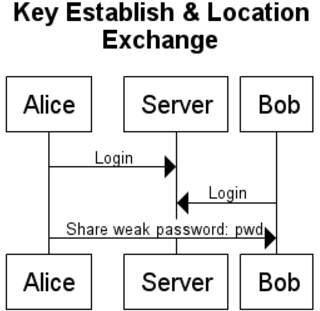 Key Establish & Location
Exchange
Alice
Server
Bob
Login
Login
Share weak password: pwd
Alice
Server
Bob